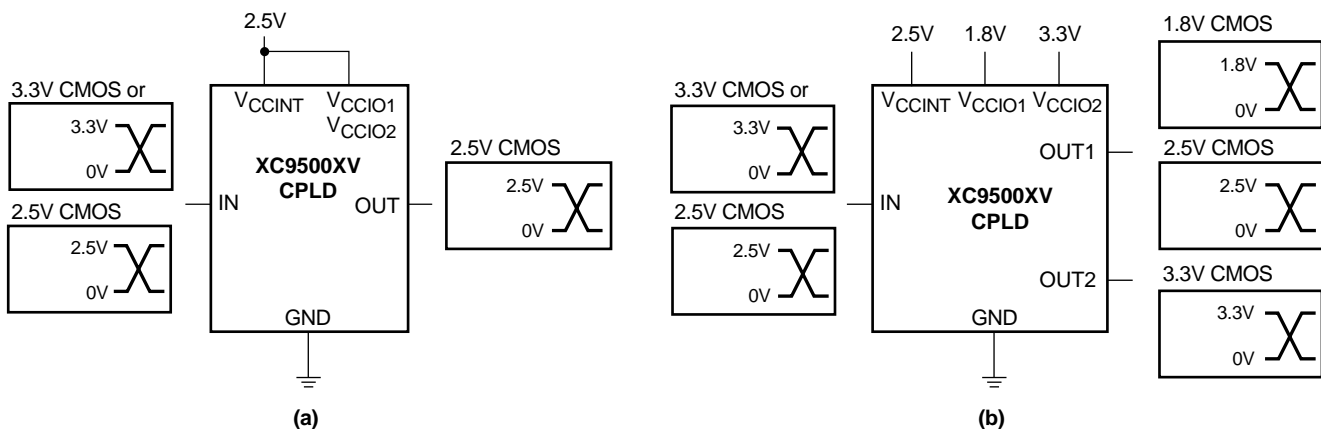 2.5V
3.3V CMOS or
3.3V
0V
2.5V CMOS
2.5V
0V
VCCINT
VCCIO1
VCCIO2
XC9500XV
CPLD
IN
OUT
GND
2.5V CMOS
2.5V
0V
(a)
2.5V 1.8V 3.3V
3.3V CMOS or
3.3V
0V
2.5V CMOS
2.5V
0V
VCCINT VCCIO1 VCCIO2
OUT1
XC9500XV
CPLD
IN
OUT2
GND
1.8V CMOS
1.8V
0V
2.5V CMOS
2.5V
0V
3.3V CMOS
3.3V
0V
(b)